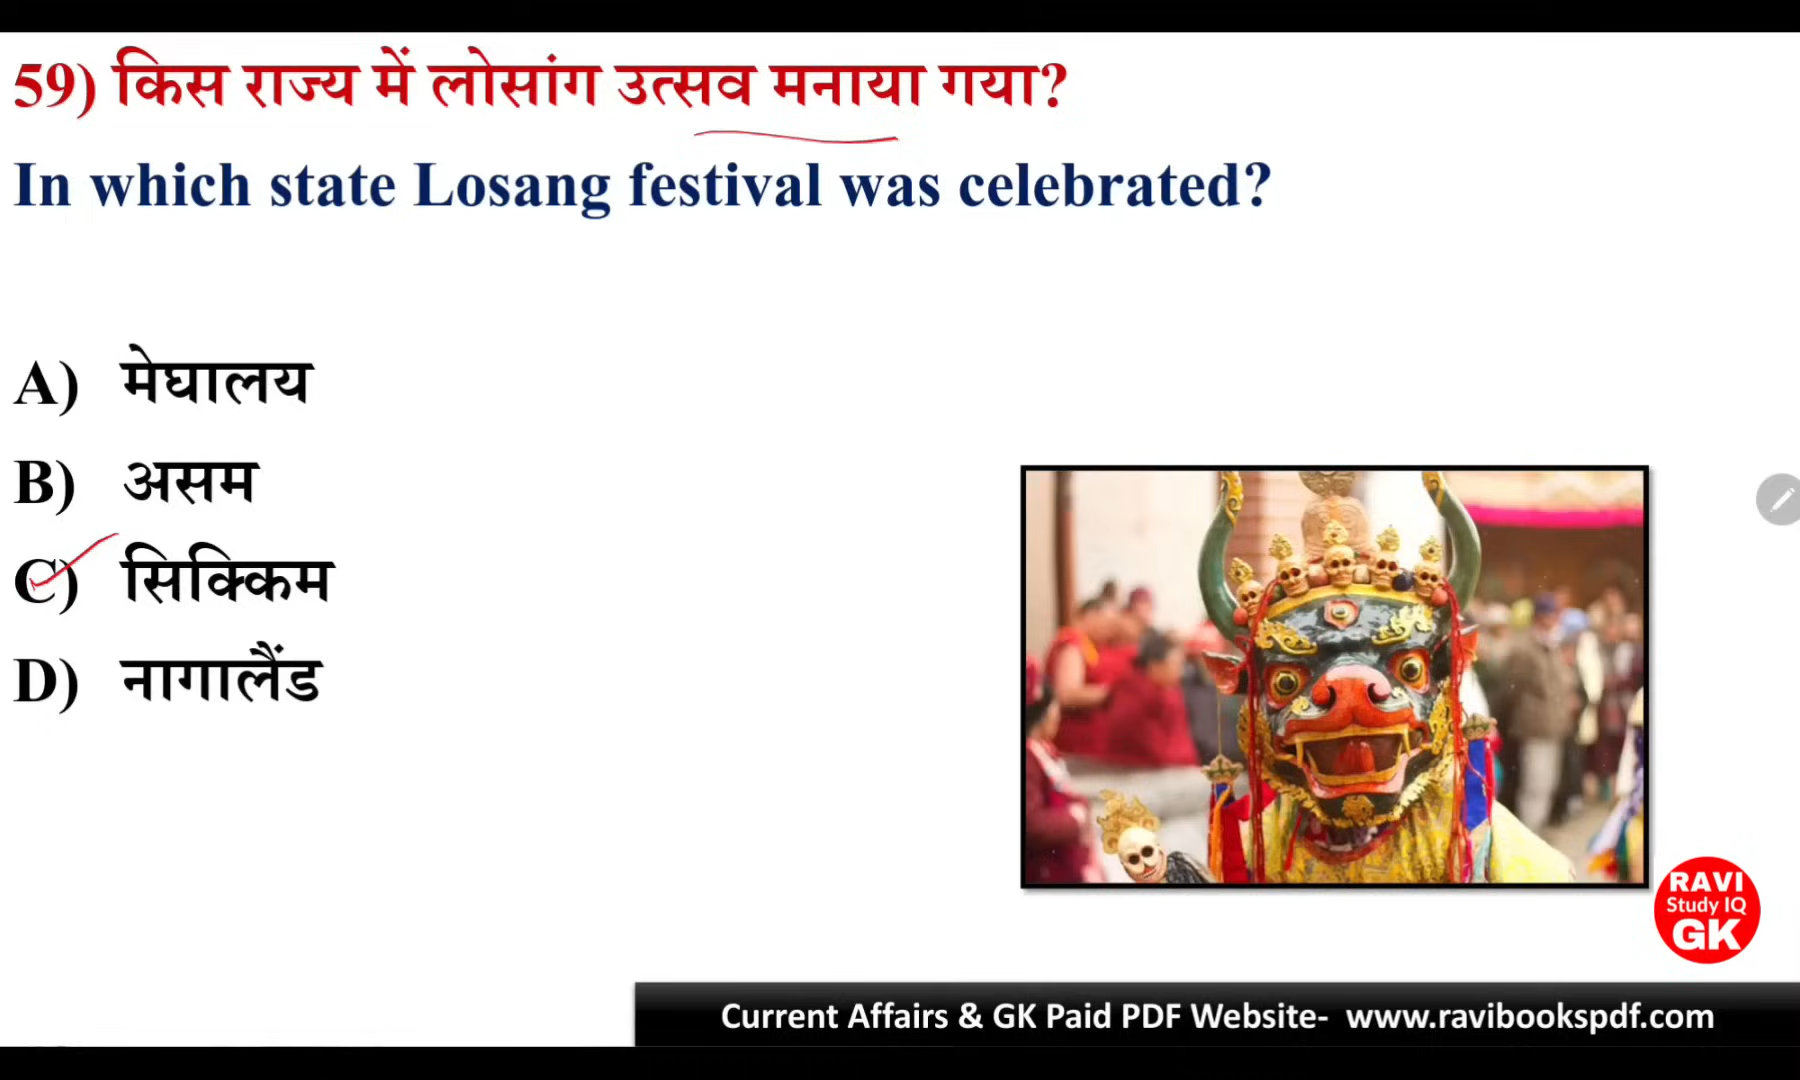 59) किस राज्य में लोसांग उत्सव मनाया गया?
In which state Losang festival was celebrated?
A) मेघालय
B) असम
C) सिक्किम
D) नागालैंड
RAVI
Study IQ
GK
Current Affairs & GK Paid PDF Website- www.ravibookspdf.com